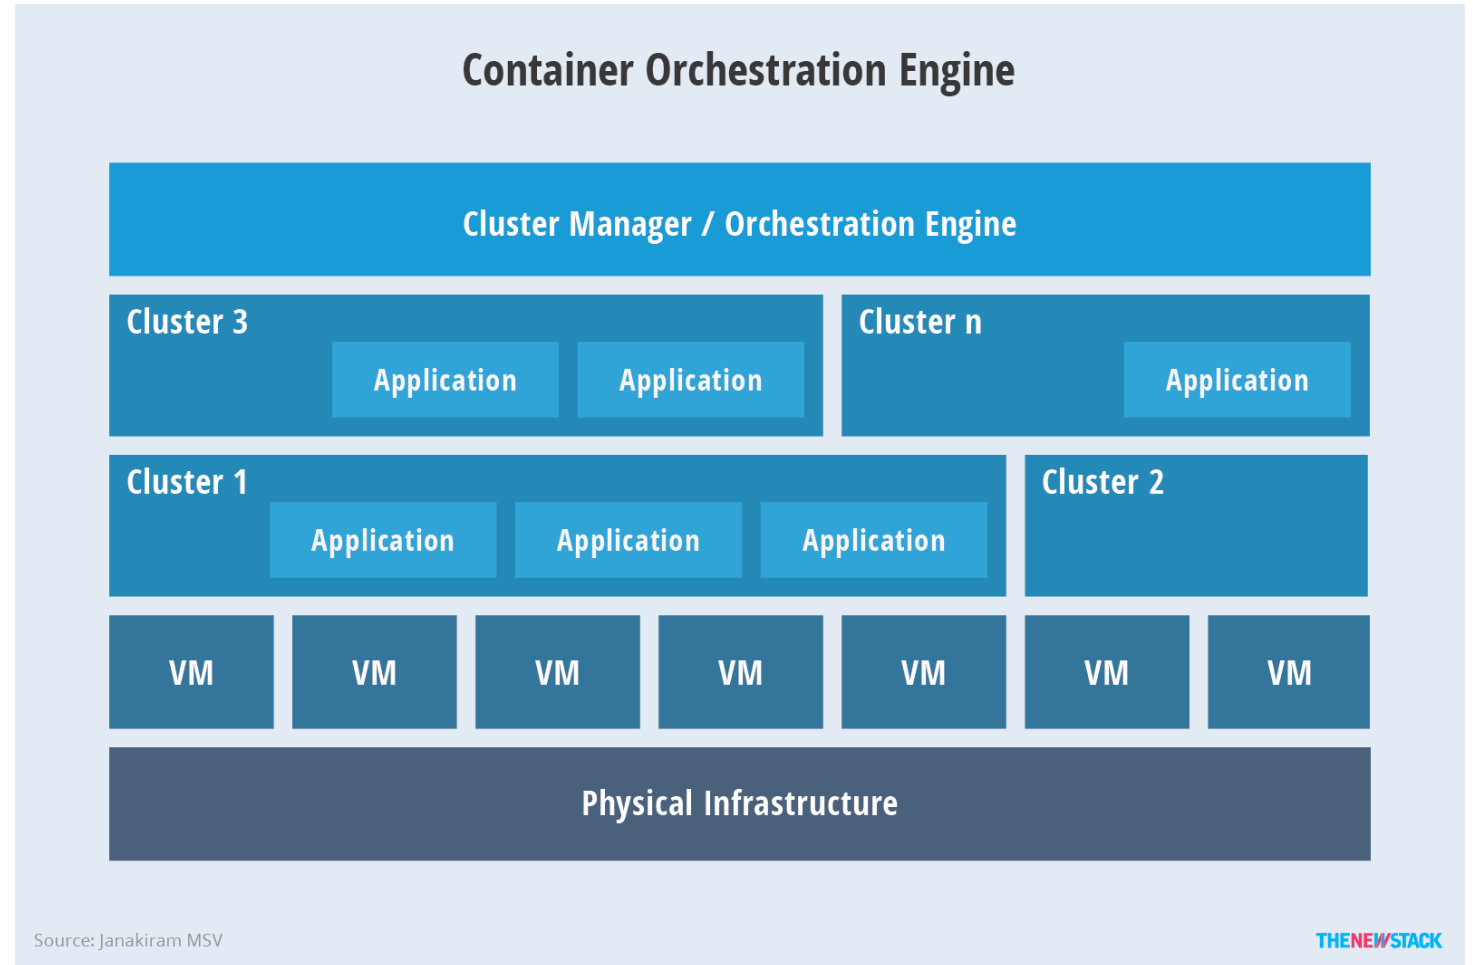 Container Orchestration Engine
Cluster Manager / Orchestration Engine
Cluster 3
Application
Application
Cluster n
Application
Cluster 1
Application
Application
Application
Cluster 2
VM
VM
VM
VM
VM
VM
VM
Physical Infrastructure
Source: Janakiram MSV
THENEWSTACK